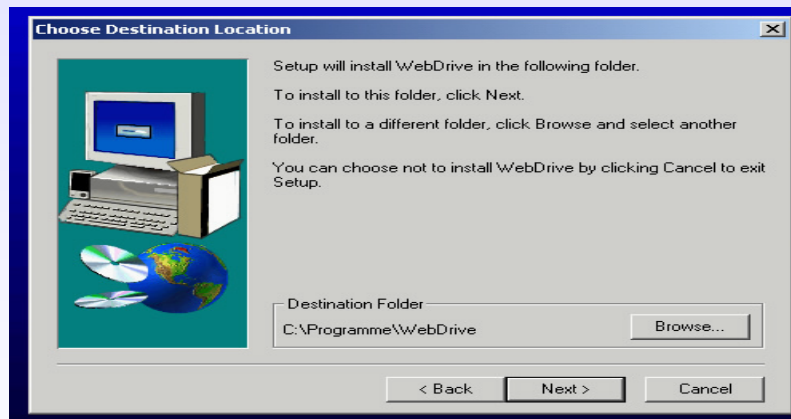 Choose Destination Location
Setup will install WebDrive in the following folder.
To install to this folder, click Next.
To install to a different folder, click Browse and select another
folder.
You can choose not to install WebDrive by clicking Cancel to exit
Setup.
Destination Folder
C:\Programme\WebDrive
Browse...
< Back
Next >
Cancel